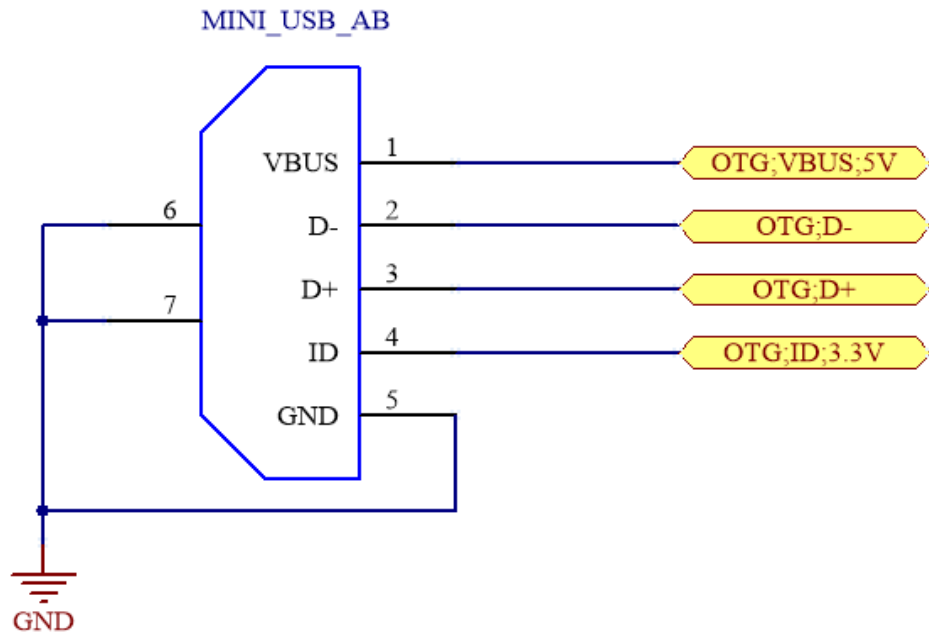 MINI_USB_AB
VBUS 1 OTG;VBUS;5V
6 D- 2 OTG;D-
D+ 3 OTG;D+
7 ID 4 OTG;ID;3.3V
GND 5
GND